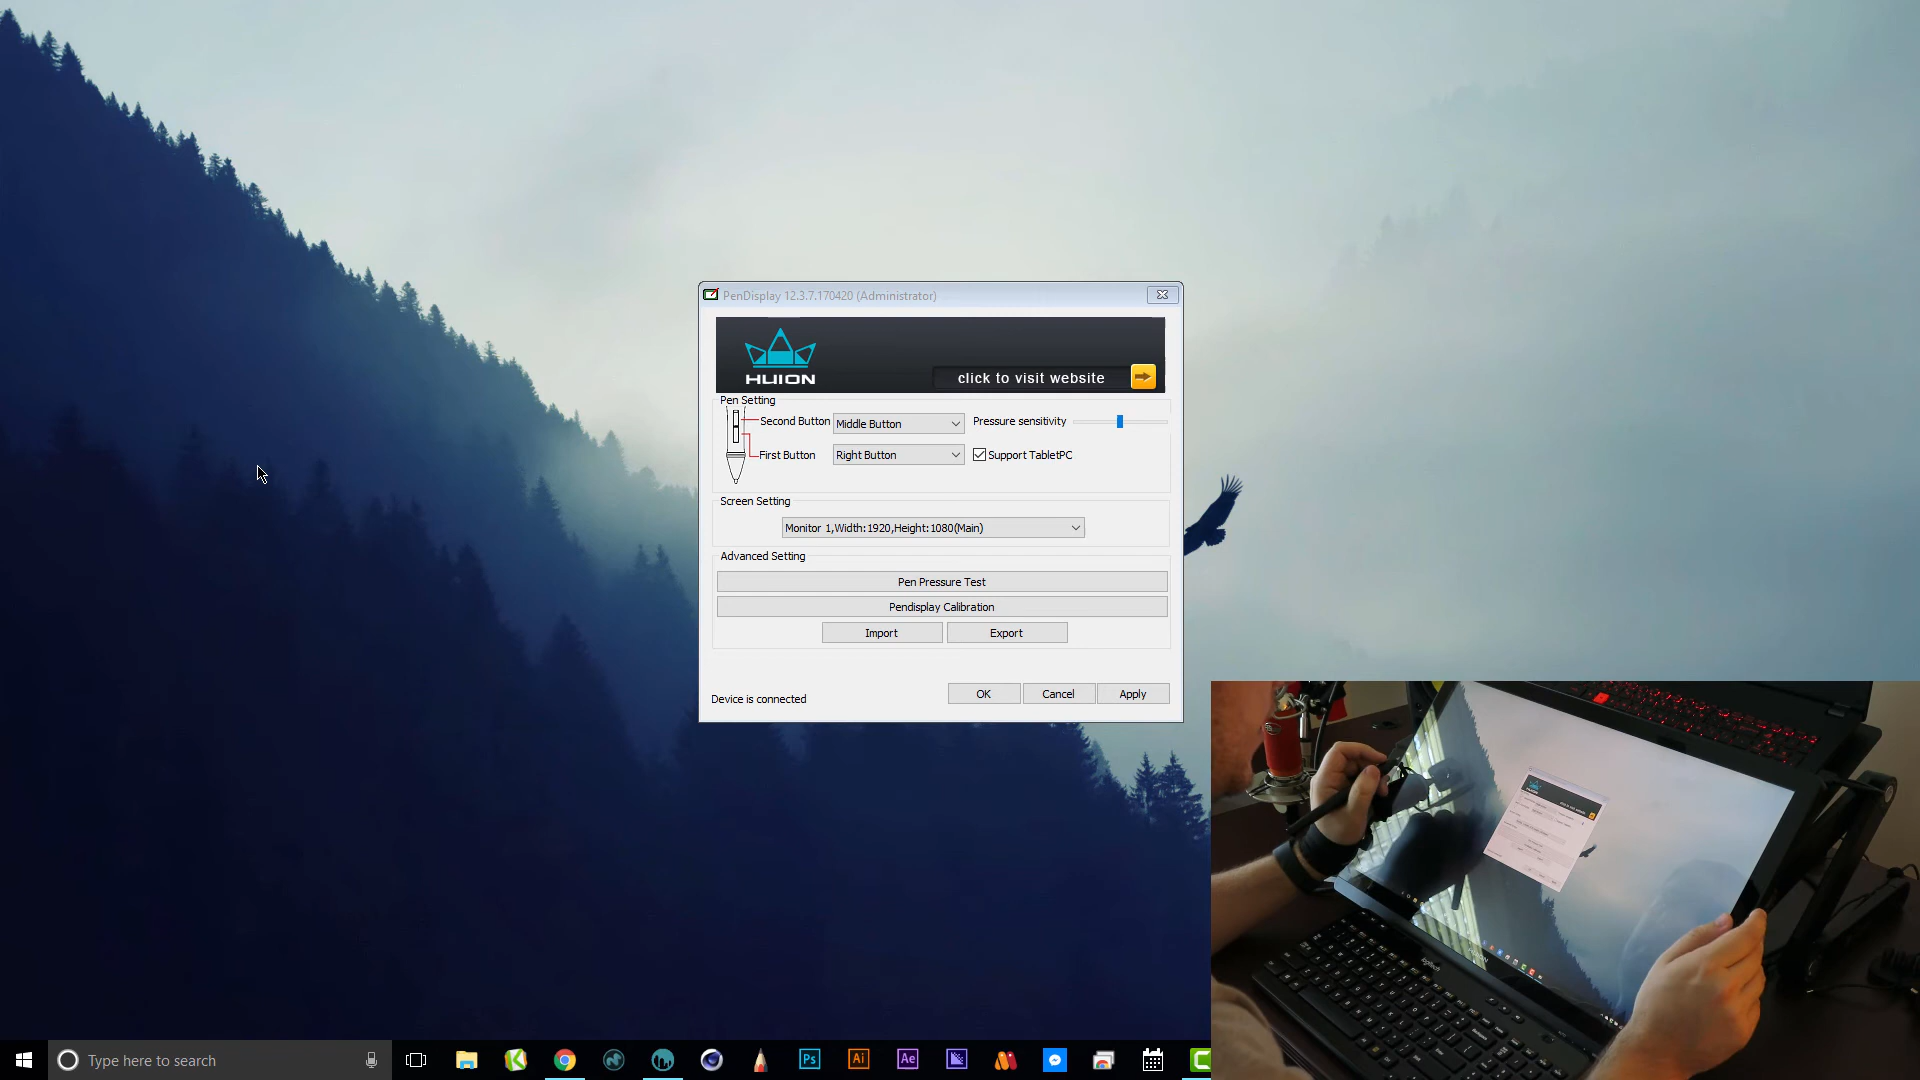 PenDisplay 12.3.7.170420 (Administrator)
HUION
click to visit website
Pen Setting
Second Button
Middle Button
Pressure sensitivity
First Button
Right Button
Support TabletPC
Screen Setting
Monitor 1,Width:1920,Height:1080(Main)
Advanced Setting
Pen Pressure Test
Pendisplay Calibration
Import
Export
Device is connected
OK
Cancel
Apply
Type here to search
Ps
Ai
Ae
HUION
logitech